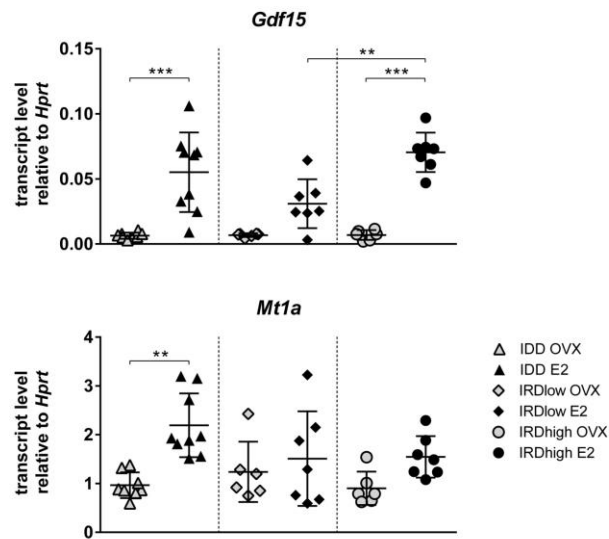 Gdf15
transcript level
relative to Hprt
0.15
0.10
0.05
0.00
***
**
***
Mt1a
transcript level
relative to Hprt
4
3
2
1
0
**
IDD OVX
IDD E2
IRDlow OVX
IRDlow E2
IRDhigh OVX
IRDhigh E2